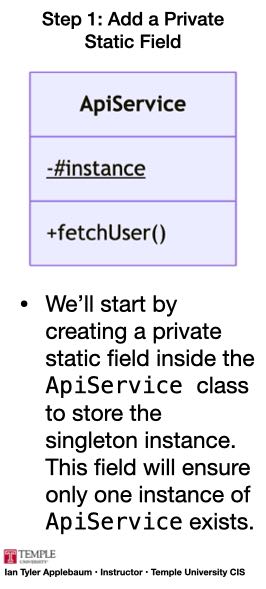 Step 1: Add a Private
Static Field
ApiService
-#instance
+fetchUser()
• We’ll start by
creating a private
static field inside the
ApiService class
to store the
singleton instance.
This field will ensure
only one instance of
ApiService exists.
T TEMPLE
UNIVERSITY
Ian Tyler Applebaum · Instructor · Temple University CIS